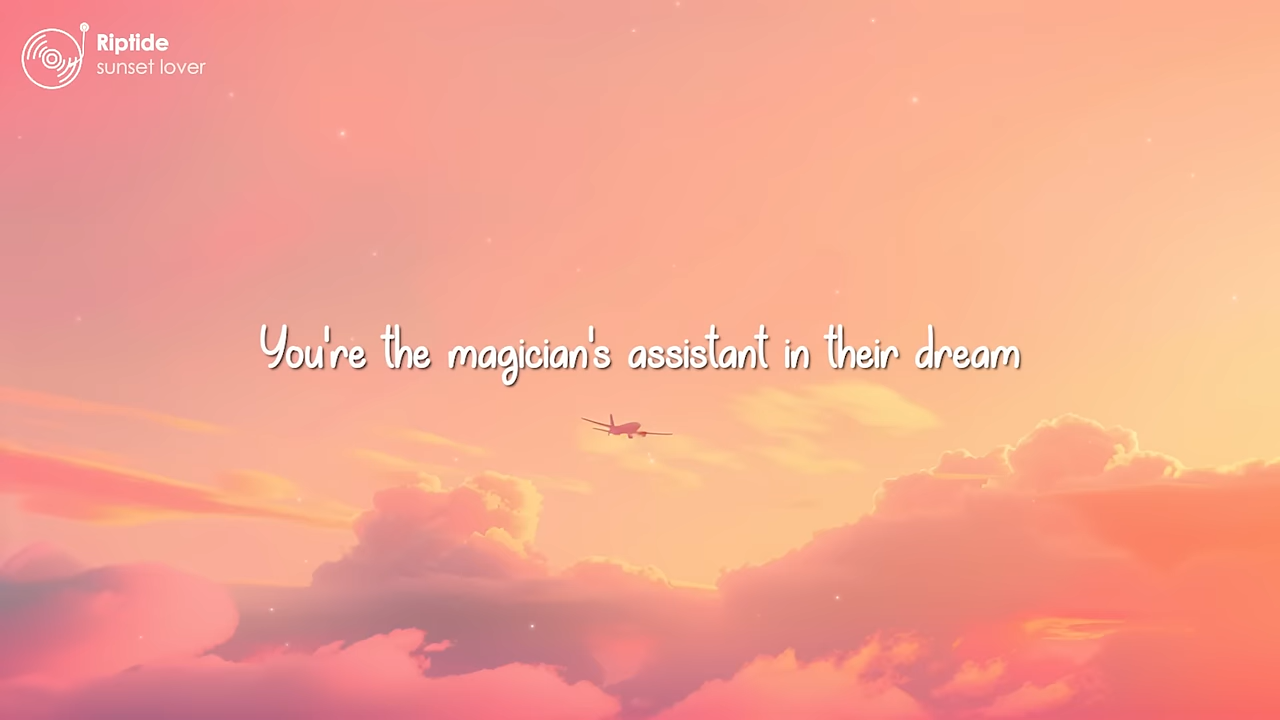 Riptide
sunset lover
You're the magician's assistant in their dream